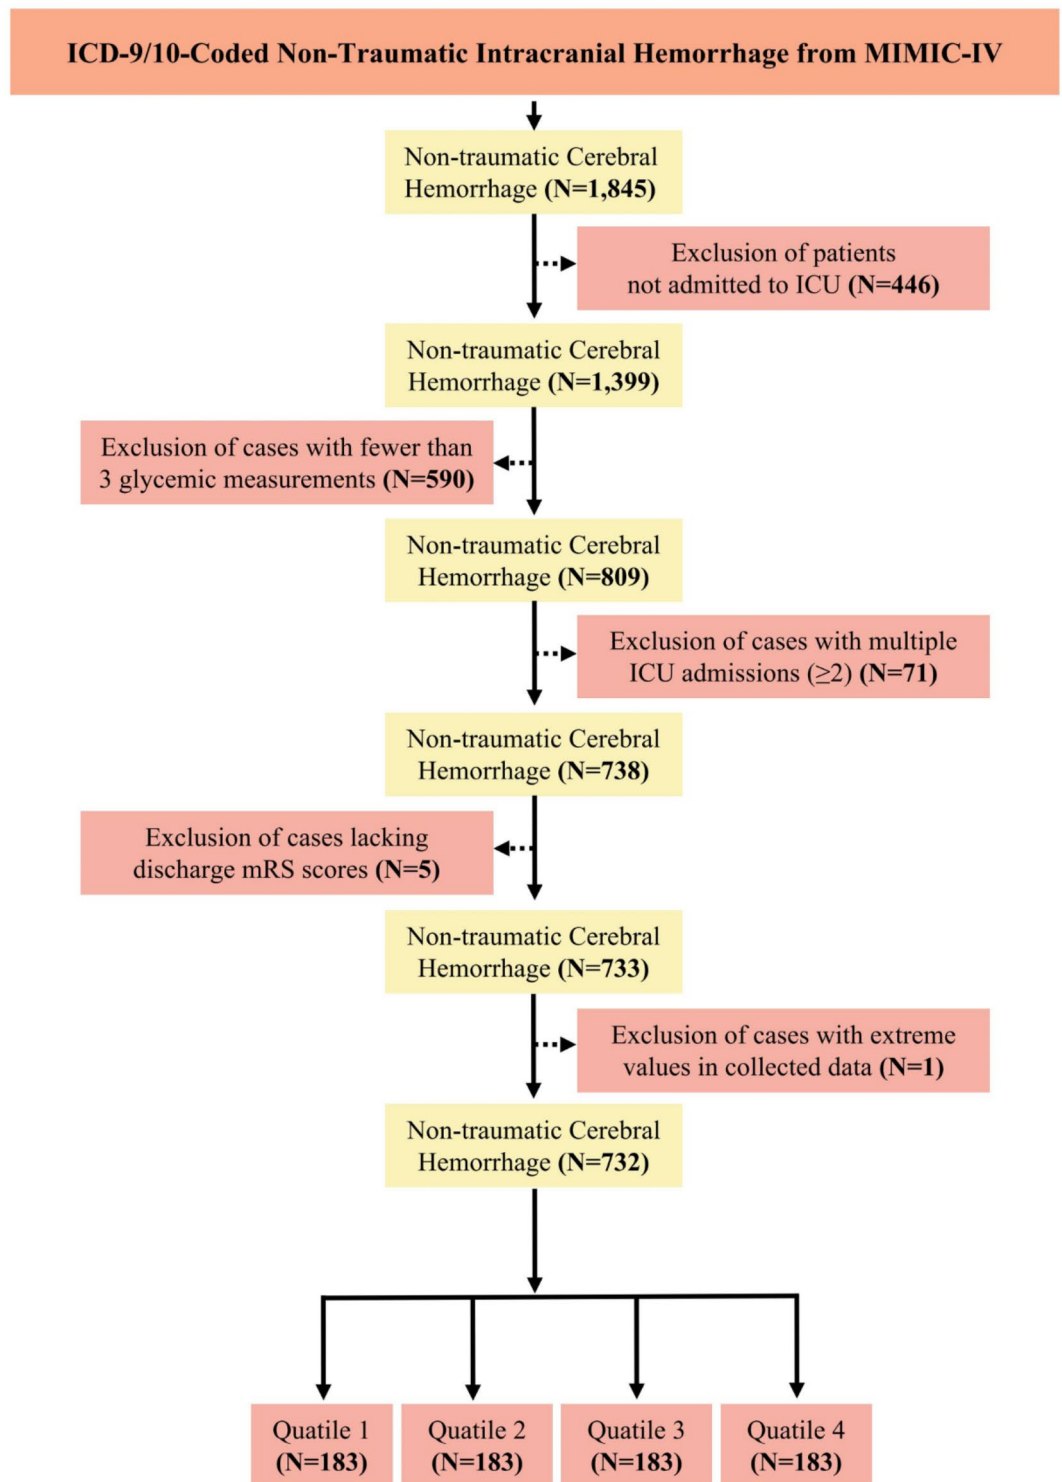 ICD-9/10-Coded Non-Traumatic Intracranial Hemorrhage from MIMIC-IV
Non-traumatic Cerebral
Hemorrhage (N=1,845)
Exclusion of patients
not admitted to ICU (N=446)
Non-traumatic Cerebral
Hemorrhage (N=1,399)
Exclusion of cases with fewer than
3 glycemic measurements (N=590)
Non-traumatic Cerebral
Hemorrhage (N=809)
Exclusion of cases with multiple
ICU admissions (≥2) (N=71)
Non-traumatic Cerebral
Hemorrhage (N=738)
Exclusion of cases lacking
discharge mRS scores (N=5)
Non-traumatic Cerebral
Hemorrhage (N=733)
Exclusion of cases with extreme
values in collected data (N=1)
Non-traumatic Cerebral
Hemorrhage (N=732)
Quatile 1
(N=183)
Quatile 2
(N=183)
Quatile 3
(N=183)
Quatile 4
(N=183)